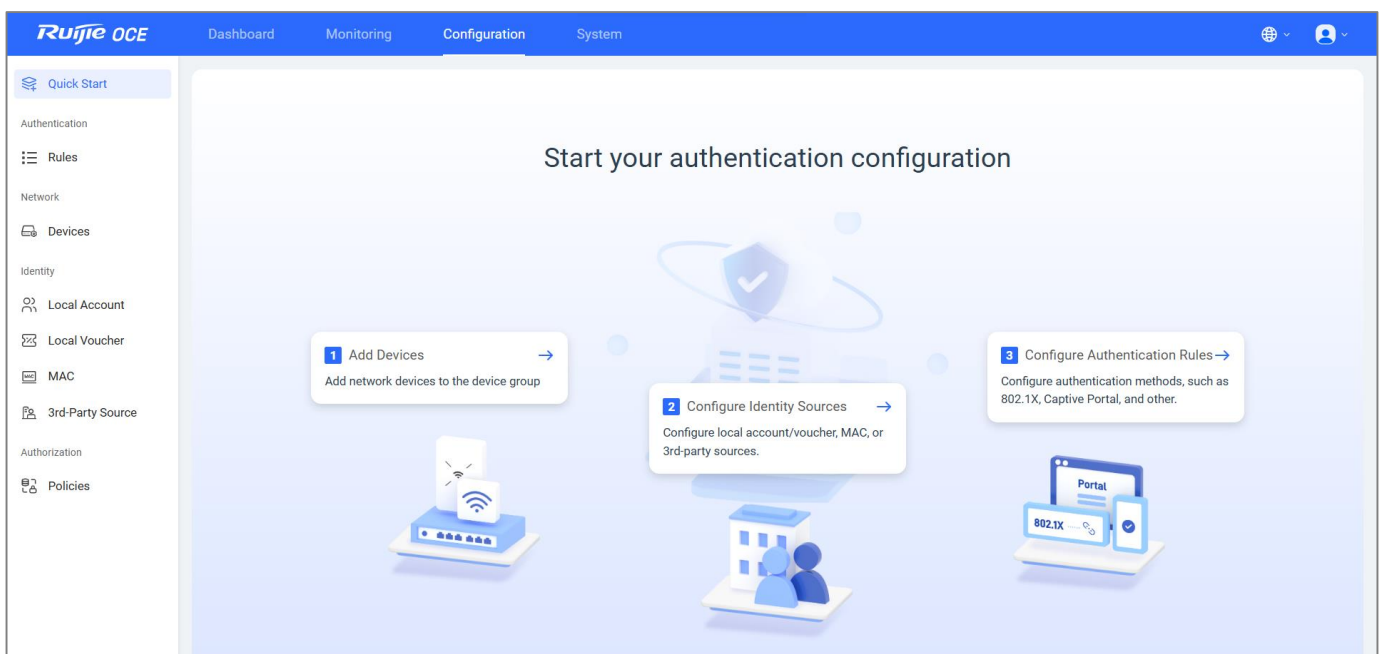 Ruijie OCE
Dashboard
Monitoring
Configuration
System
Quick Start
Authentication
Rules
Network
Devices
Identity
Local Account
Local Voucher
MAC
MAC
3rd-Party Source
Authorization
Policies
Start your authentication configuration
1 Add Devices
Add network devices to the device group
2 Configure Identity Sources
Configure local account/voucher, MAC, or
3rd-party sources.
3 Configure Authentication Rules
Configure authentication methods, such as
802.1X, Captive Portal, and other.
Portal
802.1X